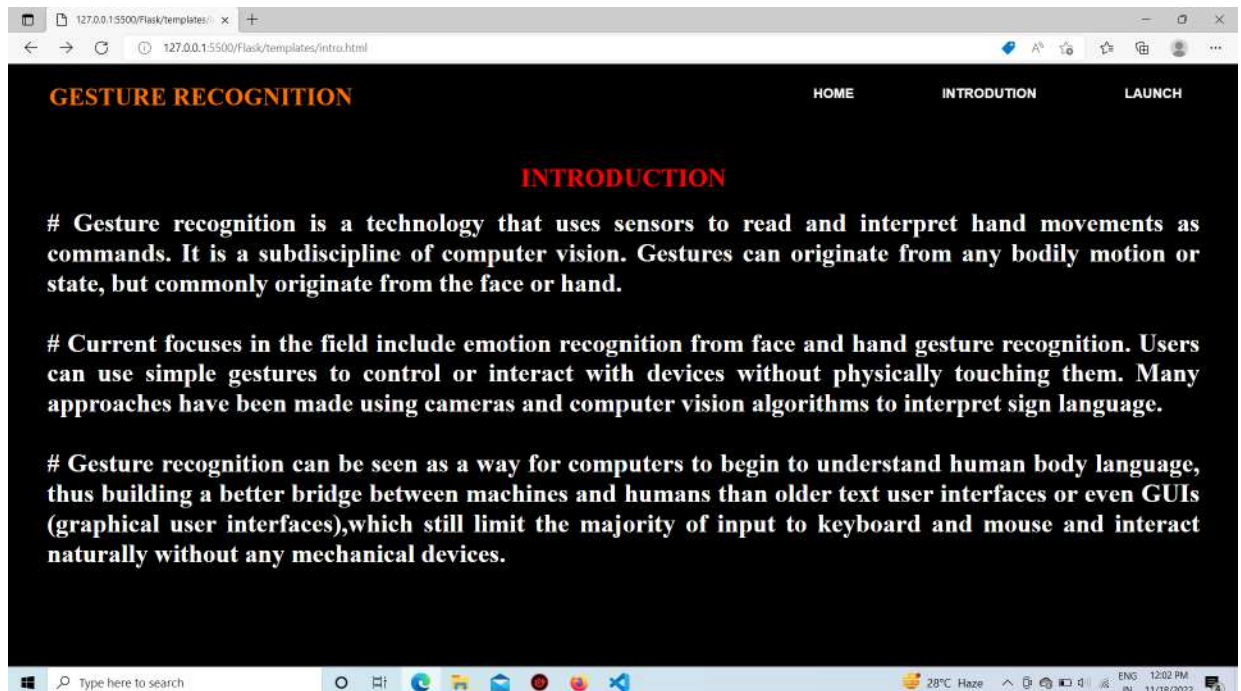 127.0.0.1:5500/Flask/templates/i
127.0.0.1:5500/Flask/templates/intro.html
GESTURE RECOGNITION
HOME
INTRODUTION
LAUNCH
INTRODUCTION
# Gesture recognition is a technology that uses sensors to read and interpret hand movements as
commands. It is a subdiscipline of computer vision. Gestures can originate from any bodily motion or
state, but commonly originate from the face or hand.
# Current focuses in the field include emotion recognition from face and hand gesture recognition. Users
can use simple gestures to control or interact with devices without physically touching them. Many
approaches have been made using cameras and computer vision algorithms to interpret sign language.
# Gesture recognition can be seen as a way for computers to begin to understand human body language,
thus building a better bridge between machines and humans than older text user interfaces or even GUIs
(graphical user interfaces),which still limit the majority of input to keyboard and mouse and interact
naturally without any mechanical devices.
Type here to search
28°C Haze
ENG
IN
12:02 PM
11/18/2022